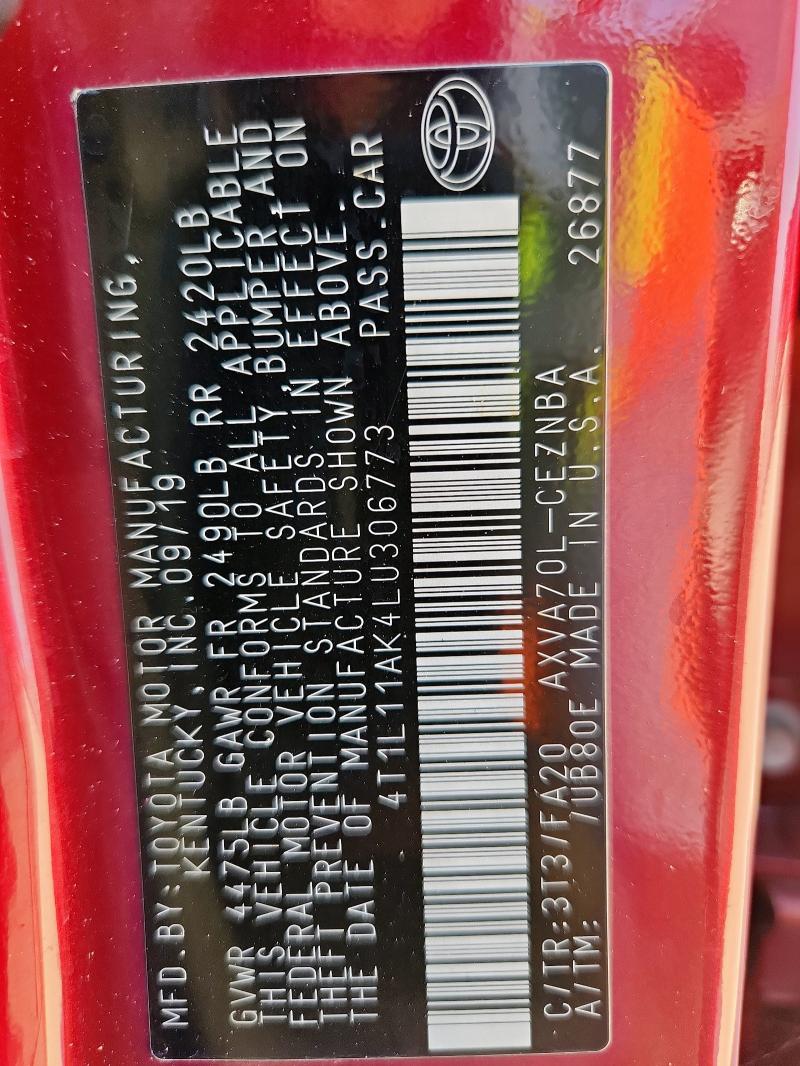 MFD.BY:TOYOTA MOTOR MANUFACTURING,
KENTUCKY, INC.09/19
GVWR 4475LB GAWR FR 2490LB RR 2420LB
THIS VEHICLE CONFORMS TO ALL APPLICABLE
FEDERAL MOTOR VEHICLE SAFETY,BUMPER,AND
THEFT PREVENTION STANDARDS IN EFFECT ON
THE DATE OF MANUFACTURE SHOWN ABOVE.
4T1L11AK4LU306773 PASS.CAR
C/TR:3T3/FA20 AXVA70L-CEZNBA 26877
A/TM: /UB80E MADE IN U.S.A.